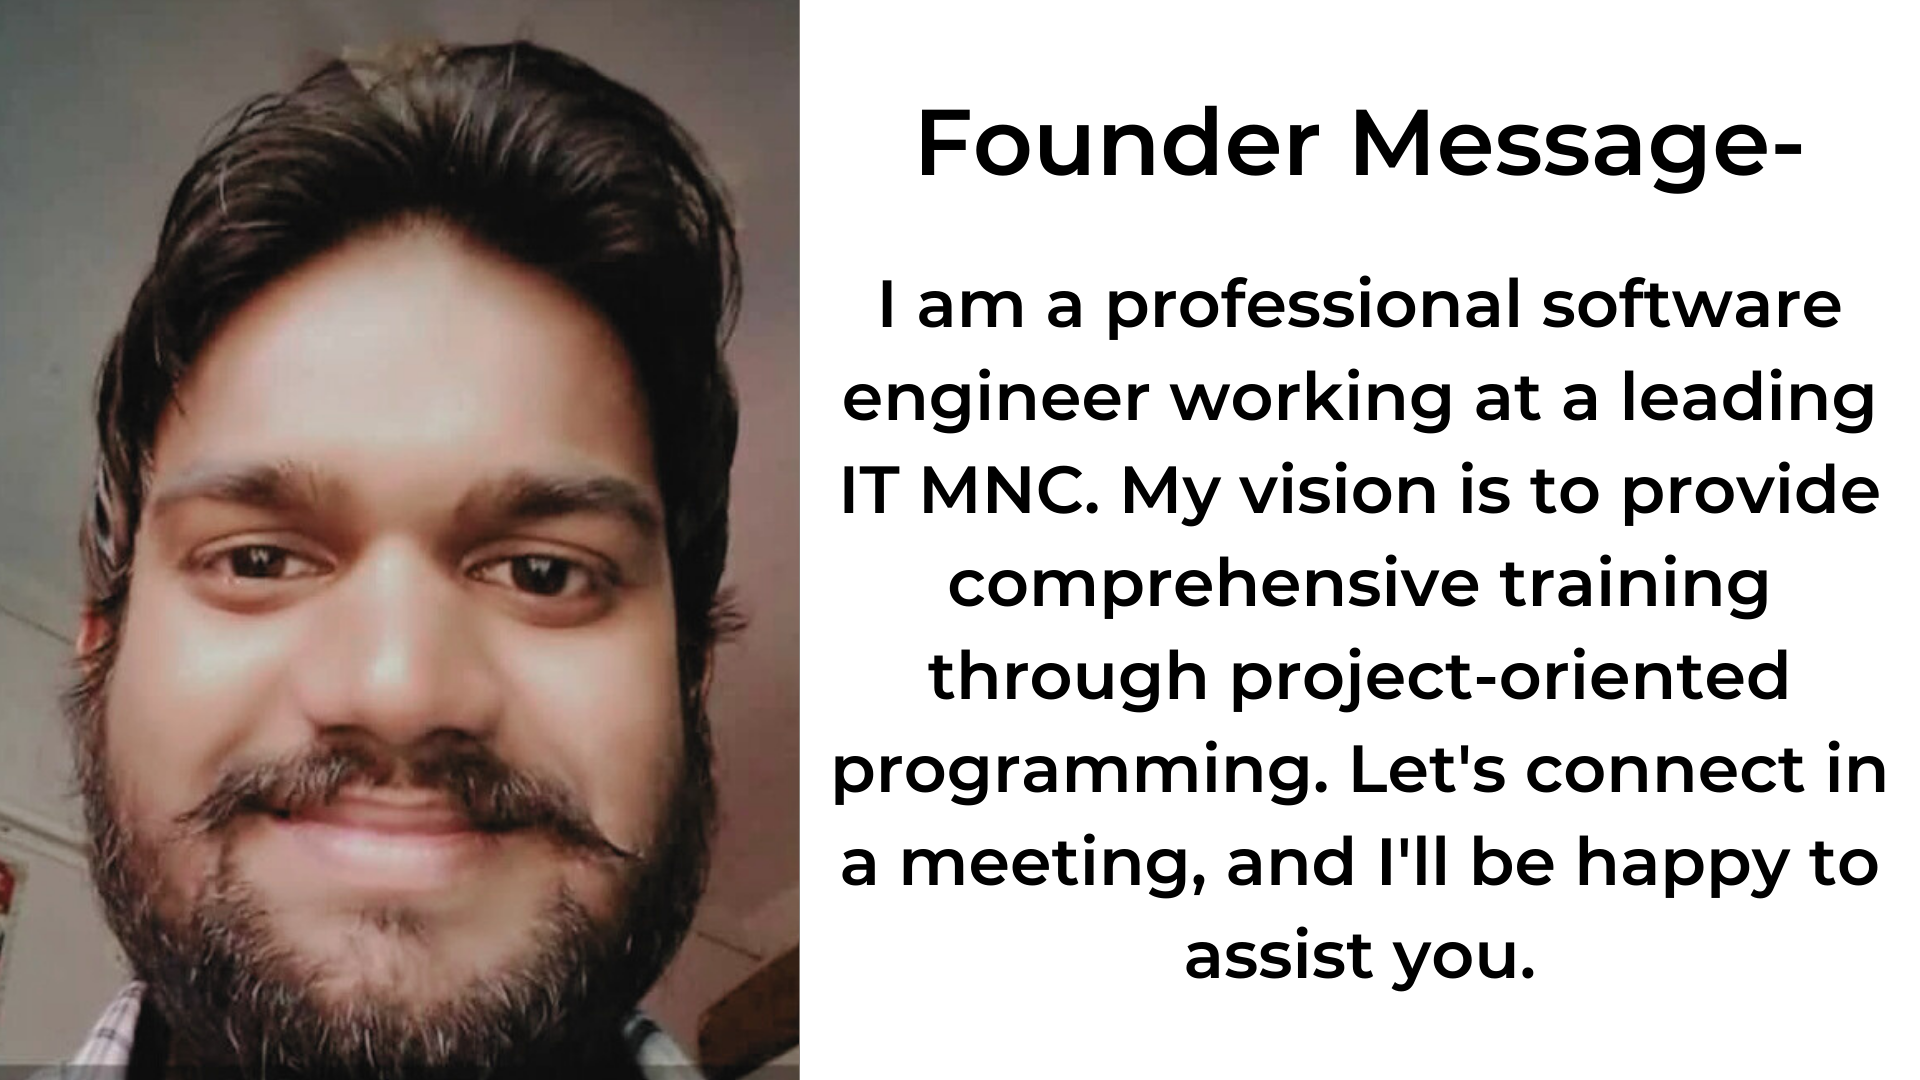 Founder Message-
I am a professional software
engineer working at a leading
IT MNC. My vision is to provide
comprehensive training
through project-oriented
programming. Let's connect in
a meeting, and I'll be happy to
assist you.